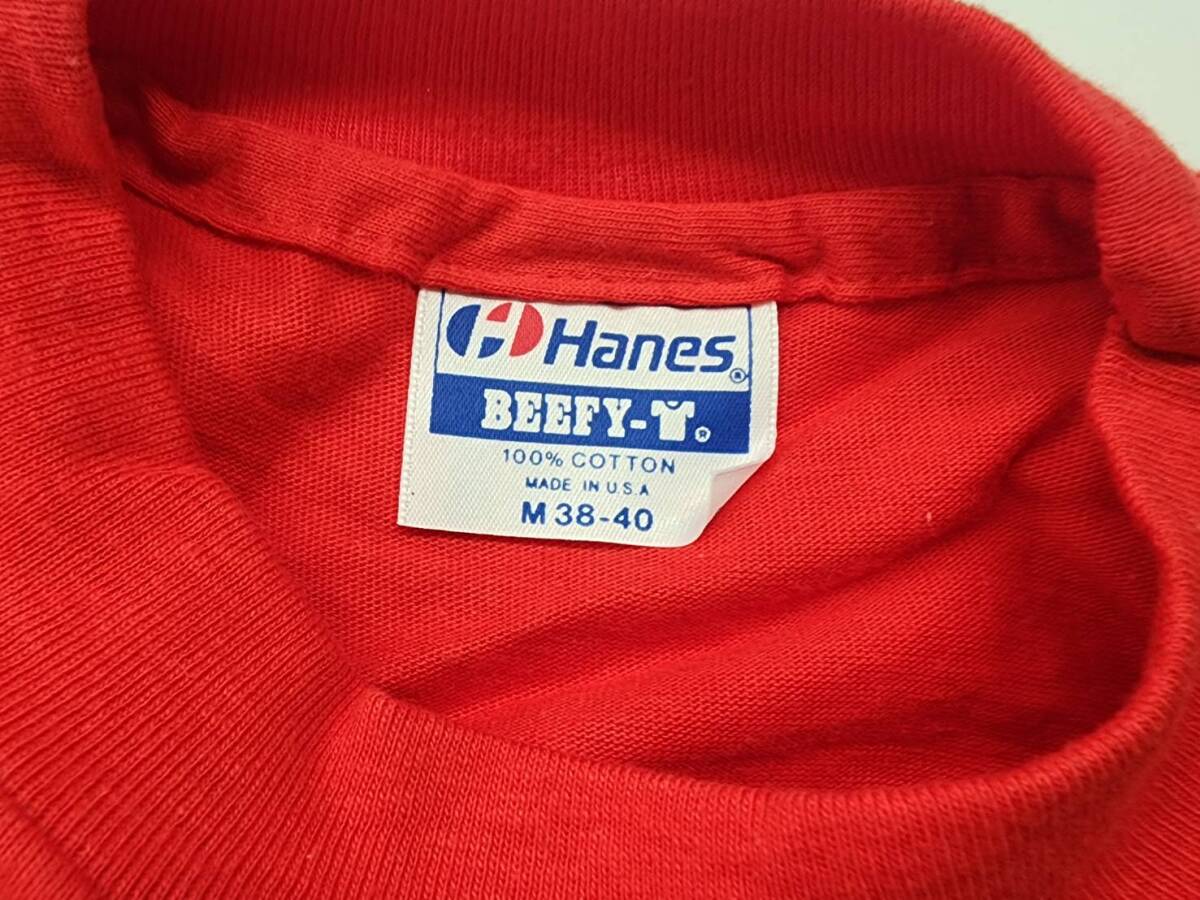 Hanes®
BEEFY-T®
100% COTTON
MADE IN U.S.A
M 38-40